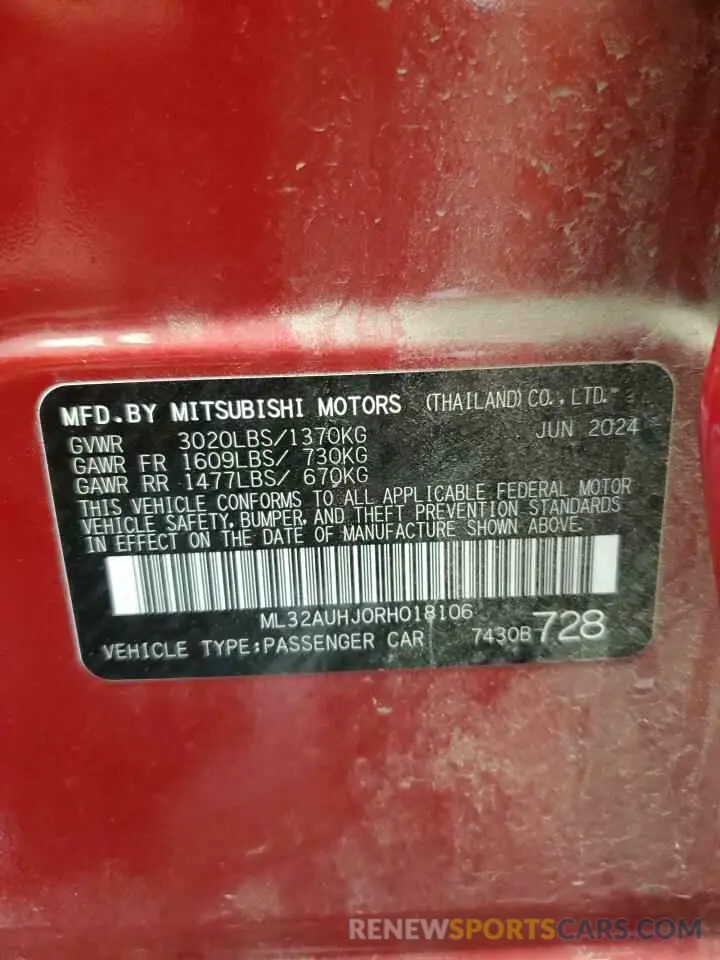 MFD.BY MITSUBISHI MOTORS (THAILAND) CO.,LTD.
GVWR 3020LBS/1370KG JUN 2024
GAWR FR 1609LBS/ 730KG
GAWR RR 1477LBS/ 670KG
THIS VEHICLE CONFORMS TO ALL APPLICABLE FEDERAL MOTOR
VEHICLE SAFETY, BUMPER, AND THEFT PREVENTION STANDARDS
IN EFFECT ON THE DATE OF MANUFACTURE SHOWN ABOVE.
ML32AUHJ0RH018106
VEHICLE TYPE:PASSENGER CAR 7430B728
RENEWSPORTSCARS.COM